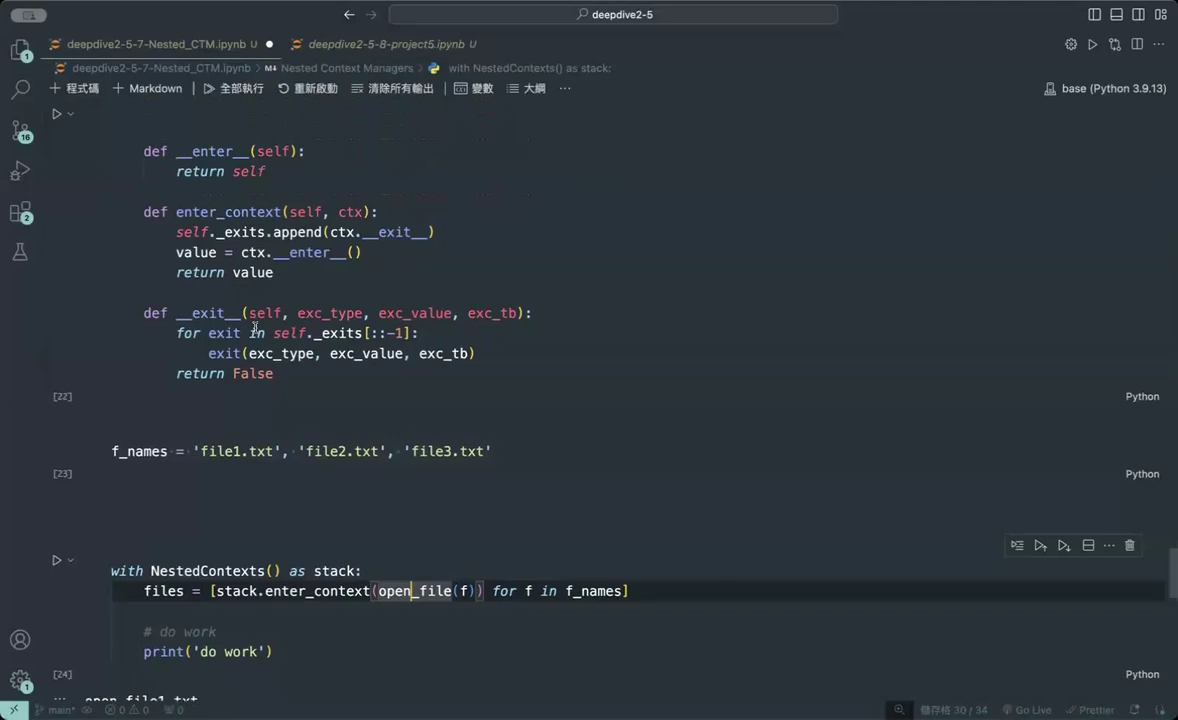 deepdive2-5
deepdive2-5-7-Nested_CTM.ipynb U
deepdive2-5-8-project5.ipynb U
deepdive2-5-7-Nested_CTM.ipynb > Nested Context Managers > with NestedContexts() as stack:
程式碼 Markdown 全部執行 重新啟動 清除所有輸出 變數 大綱 ... base (Python 3.9.13)
def __enter__(self):
return self
def enter_context(self, ctx):
self._exits.append(ctx.__exit__)
value = ctx.__enter__()
return value
def __exit__(self, exc_type, exc_value, exc_tb):
for exit in self._exits[::-1]:
exit(exc_type, exc_value, exc_tb)
return False
[22] Python
f_names = 'file1.txt', 'file2.txt', 'file3.txt'
[23] Python
with NestedContexts() as stack:
files = [stack.enter_context(open_file(f)) for f in f_names]
# do work
print('do work')
[24] Python
... open file1.txt
main* 0 0 0 儲存格 30 / 34 Go Live Prettier
1
16
2
1